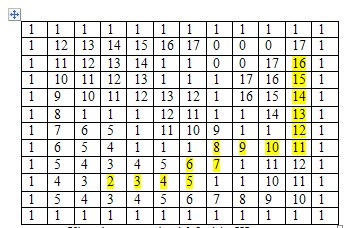 1 1 1 1 1 1 1 1 1 1 1 1
1 12 13 14 15 16 17 0 0 0 17 1
1 11 12 13 14 1 1 0 0 17 16 1
1 10 11 12 13 1 1 1 17 16 15 1
1 9 10 11 12 13 12 1 16 15 14 1
1 8 1 1 1 12 11 1 1 14 13 1
1 7 6 5 1 11 10 9 1 1 12 1
1 6 5 4 1 1 1 8 9 10 11 1
1 5 4 3 4 5 6 7 1 11 12 1
1 4 3 2 3 4 5 1 1 10 11 1
1 5 4 3 4 5 6 7 8 9 10 1
1 1 1 1 1 1 1 1 1 1 1 1